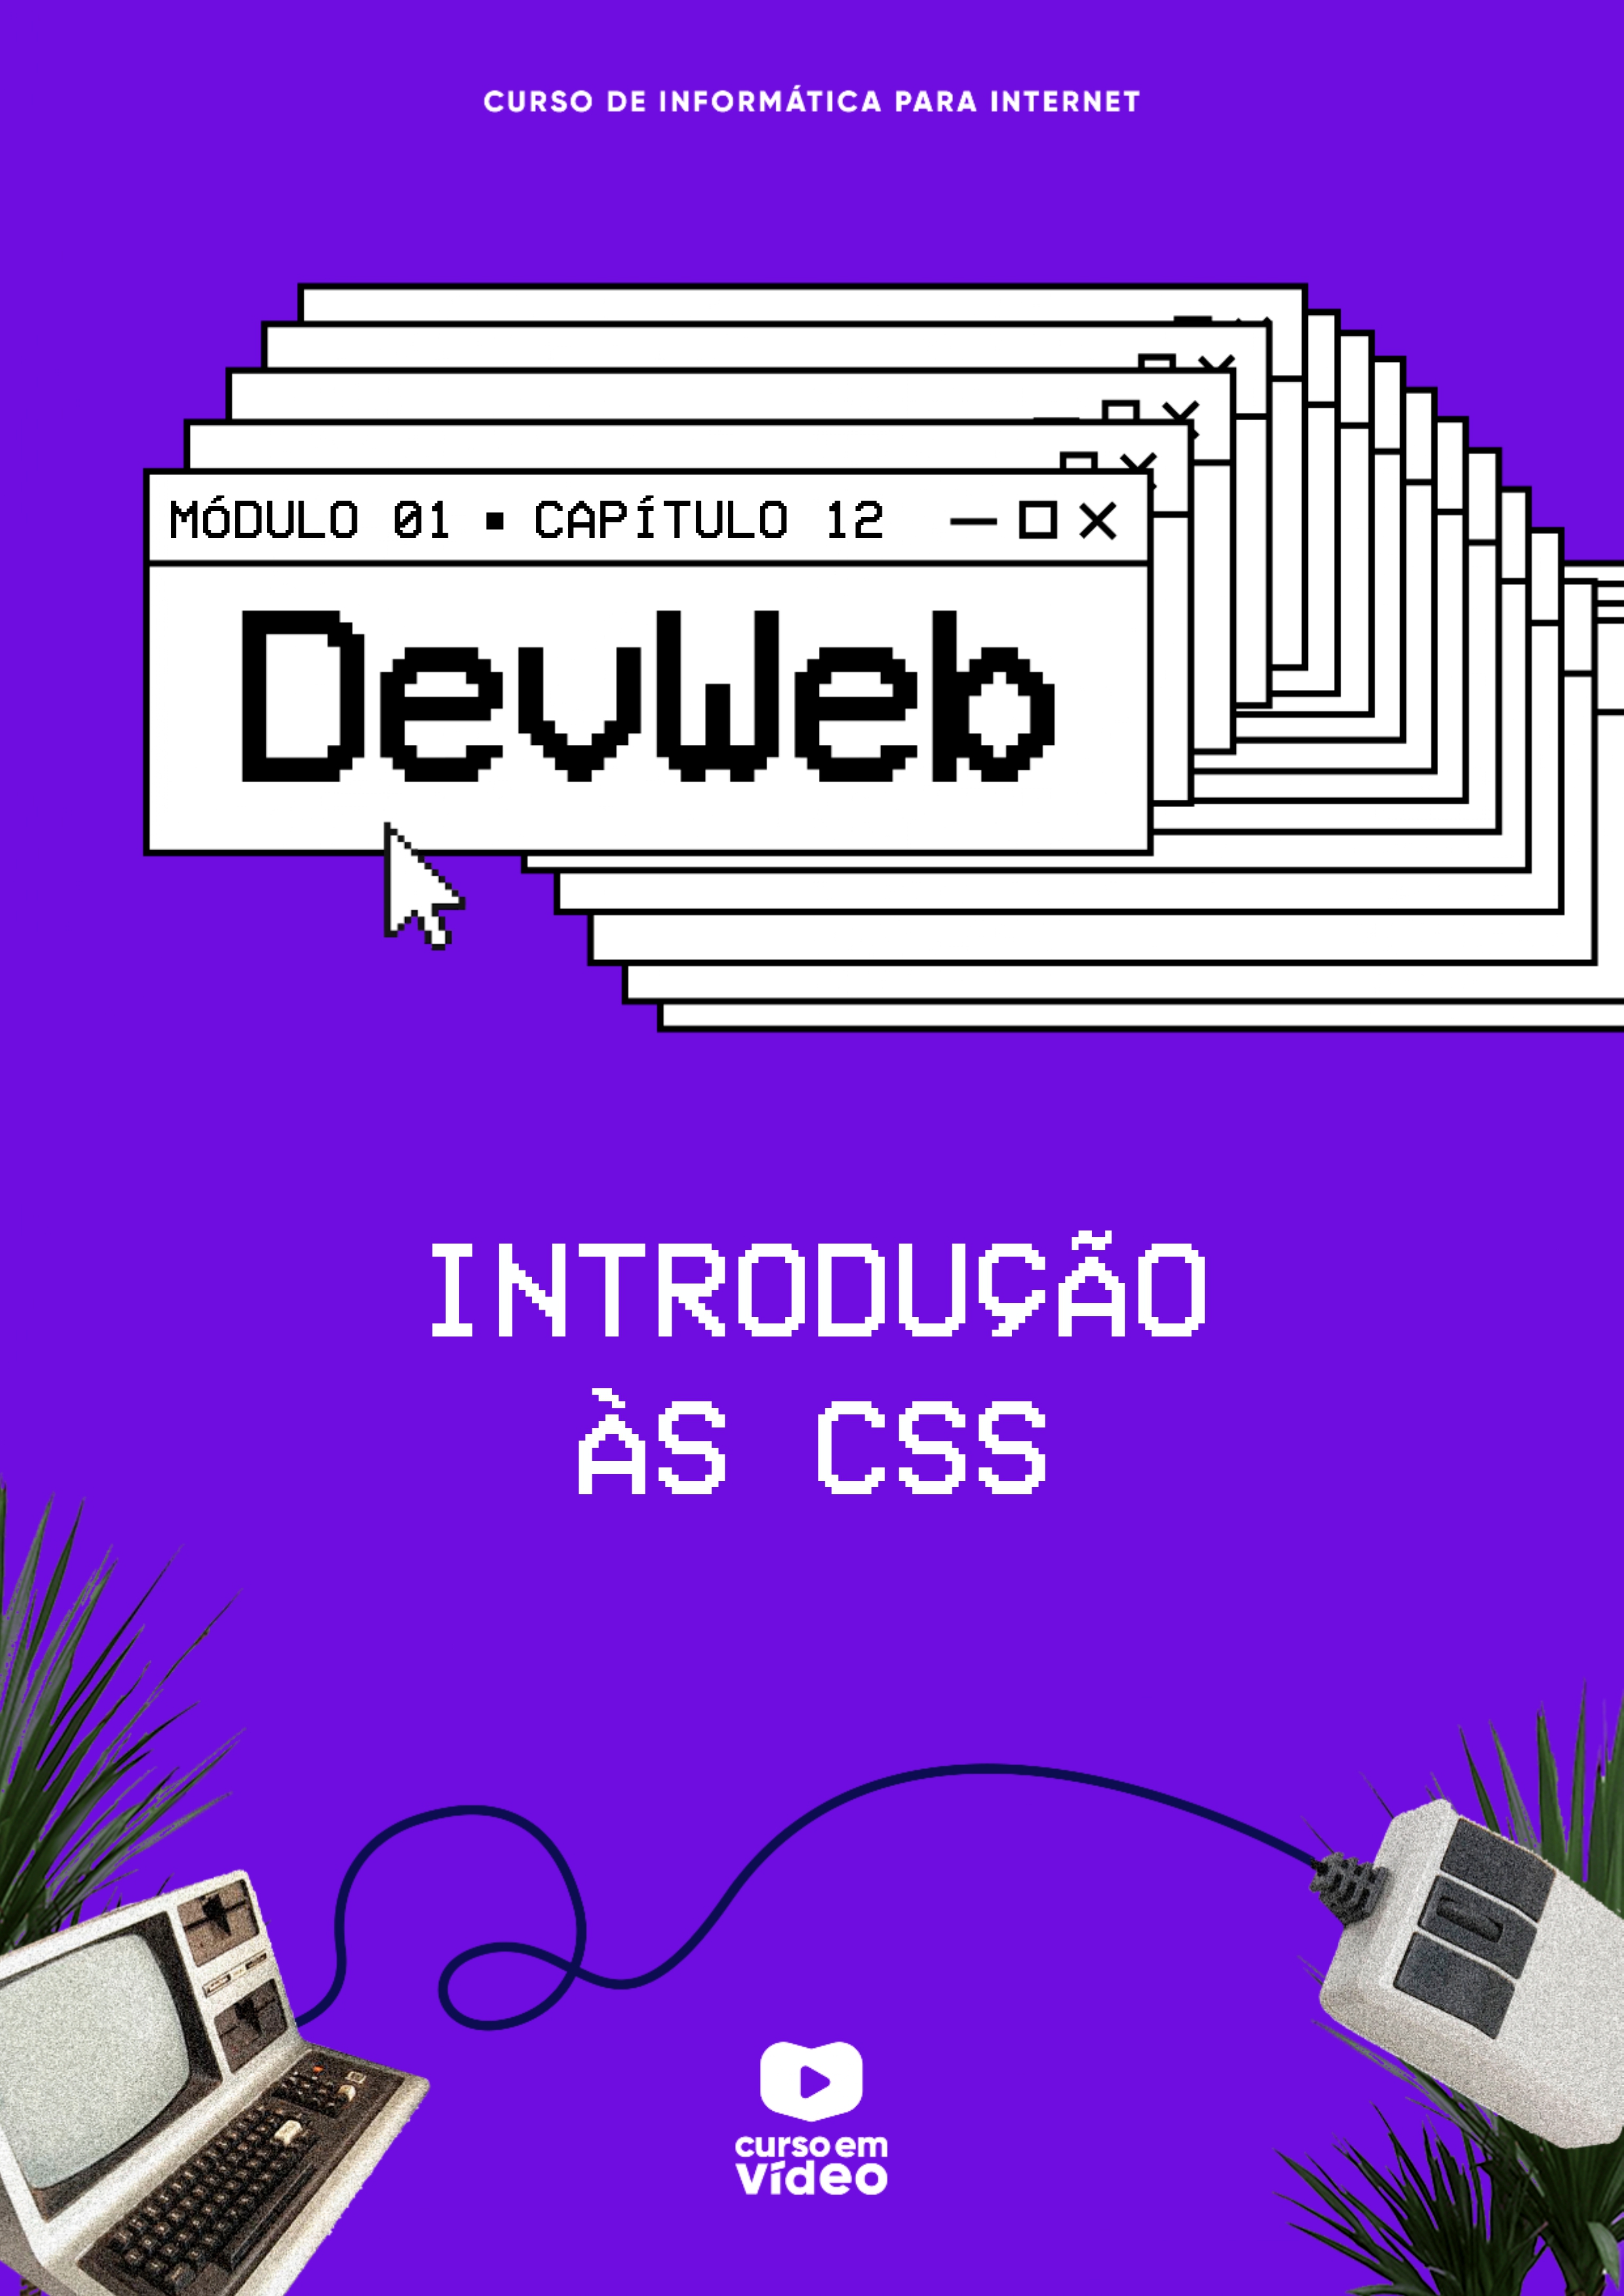 CURSO DE INFORMÁTICA PARA INTERNET
MÓDULO 01 ▪ CAPÍTULO 12
DevWeb
INTRODUÇÃO
ÀS CSS
curso em
vídeo